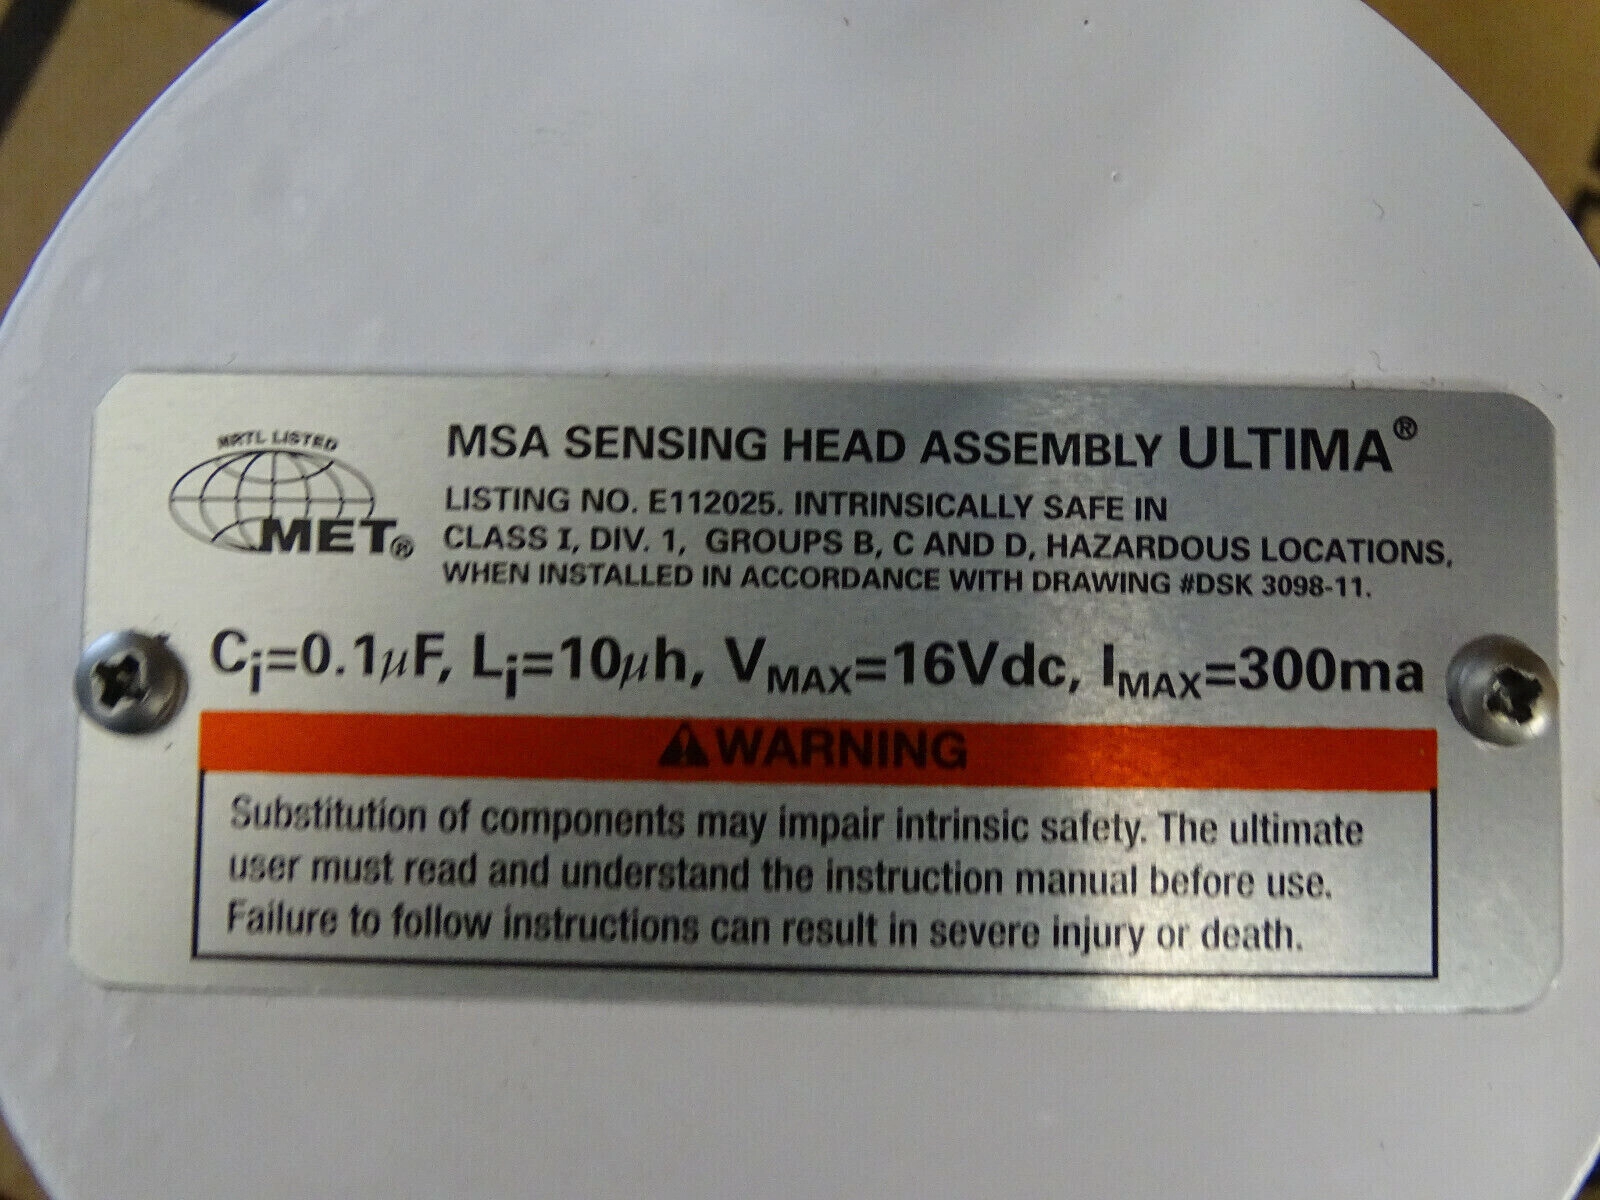 NRTL LISTED
MET®
MSA SENSING HEAD ASSEMBLY ULTIMA®
LISTING NO. E112025. INTRINSICALLY SAFE IN
CLASS I, DIV. 1, GROUPS B, C AND D, HAZARDOUS LOCATIONS,
WHEN INSTALLED IN ACCORDANCE WITH DRAWING #DSK 3098-11.
Ci=0.1μF, Li=10μh, VMAX=16Vdc, IMAX=300ma
WARNING
Substitution of components may impair intrinsic safety. The ultimate
user must read and understand the instruction manual before use.
Failure to follow instructions can result in severe injury or death.